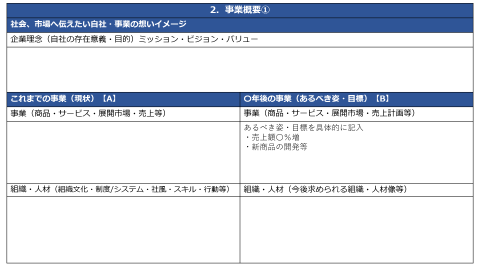 2．事業概要①
社会、市場へ伝えたい自社・事業の想いイメージ
企業理念（自社の存在意義・目的）ミッション・ビジョン・バリュー
これまでの事業（現状）【A】
〇年後の事業（あるべき姿・目標）【B】
事業（商品・サービス・展開市場・売上等）
事業（商品・サービス・展開市場・売上計画等）
あるべき姿・目標を具体的に記入
・売上額〇％増
・新商品の開発等
組織・人材（組織文化・制度/システム・社風・スキル・行動等）
組織・人材（今後求められる組織・人材像等）